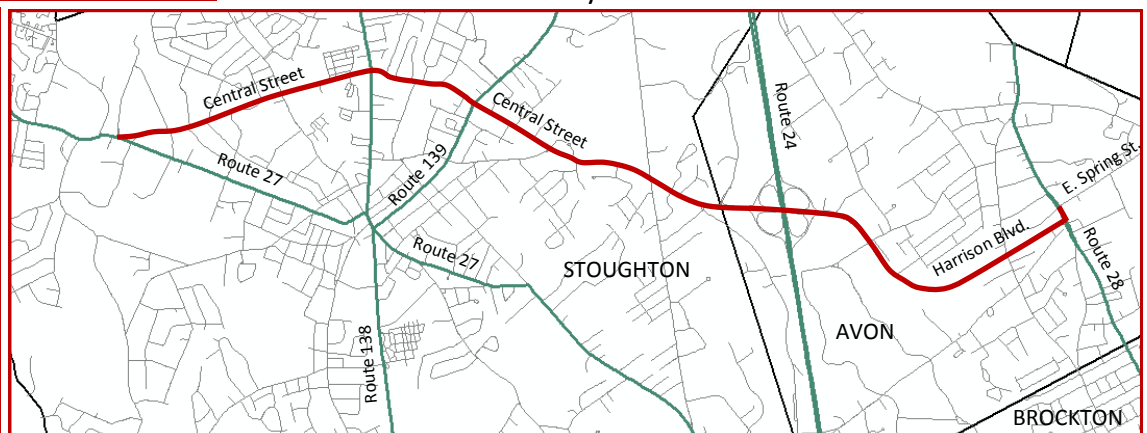 Central Street
Central Street
Route 24
Route 139
E. Spring St.
Route 27
Harrison Blvd.
Route 27
Route 28
STOUGHTON
AVON
Route 138
BROCKTON